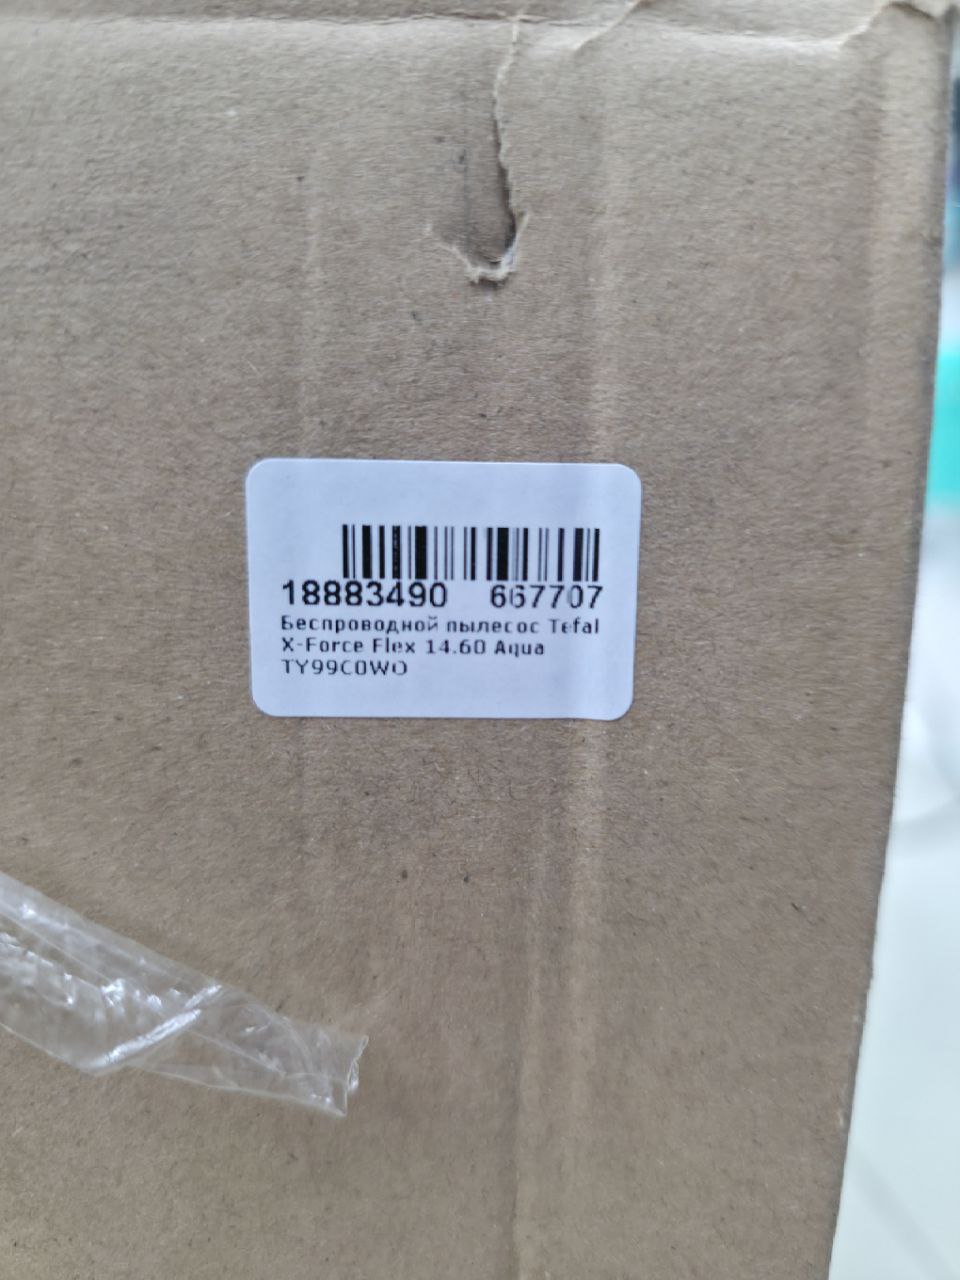 18883490 667707
Беспроводной пылесос Tefal
X-Force Flex 14.60 Aqua
TY99C0WO